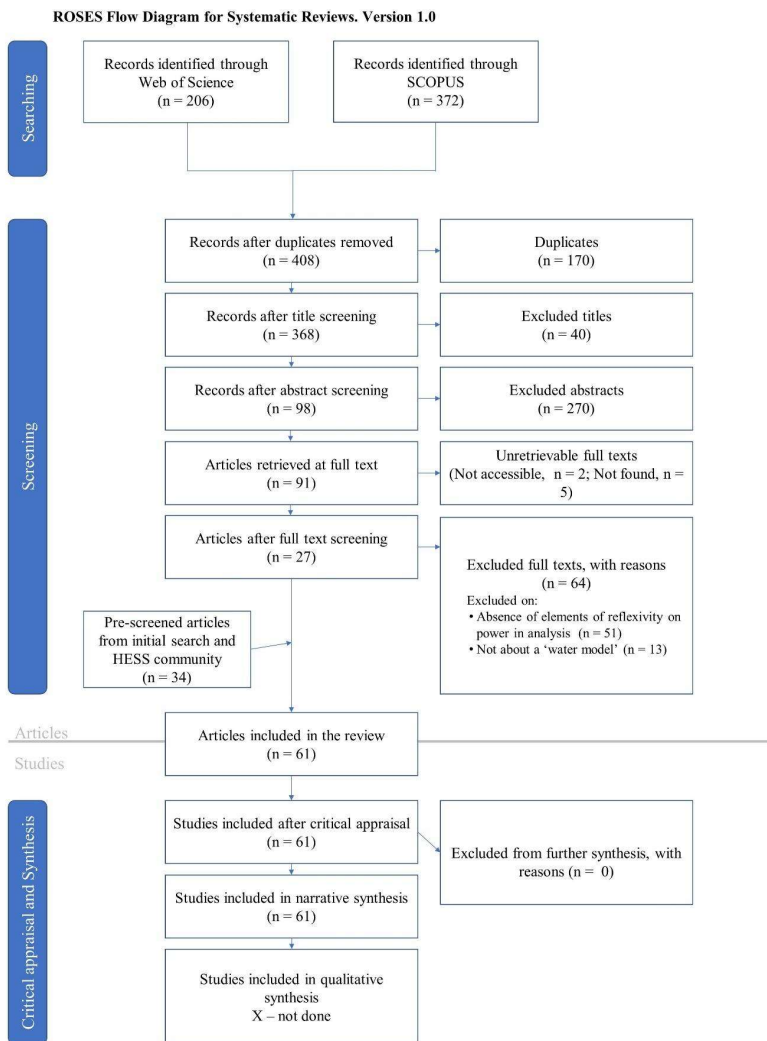 ROSES Flow Diagram for Systematic Reviews. Version 1.0
Searching
Records identified through
Web of Science
(n = 206)
Records identified through
SCOPUS
(n = 372)
Screening
Records after duplicates removed
(n = 408)
Duplicates
(n = 170)
Records after title screening
(n = 368)
Excluded titles
(n = 40)
Records after abstract screening
(n = 98)
Excluded abstracts
(n = 270)
Articles retrieved at full text
(n = 91)
Unretrievable full texts
(Not accessible, n = 2; Not found, n =
5)
Articles after full text screening
(n = 27)
Excluded full texts, with reasons
(n = 64)
Excluded on:
• Absence of elements of reflexivity on
power in analysis (n = 51)
• Not about a ‘water model’ (n = 13)
Pre-screened articles
from initial search and
HESS community
(n = 34)
Articles included in the review
(n = 61)
Articles
Studies
Critical appraisal and Synthesis
Studies included after critical appraisal
(n = 61)
Excluded from further synthesis, with
reasons (n = 0)
Studies included in narrative synthesis
(n = 61)
Studies included in qualitative
synthesis
X – not done